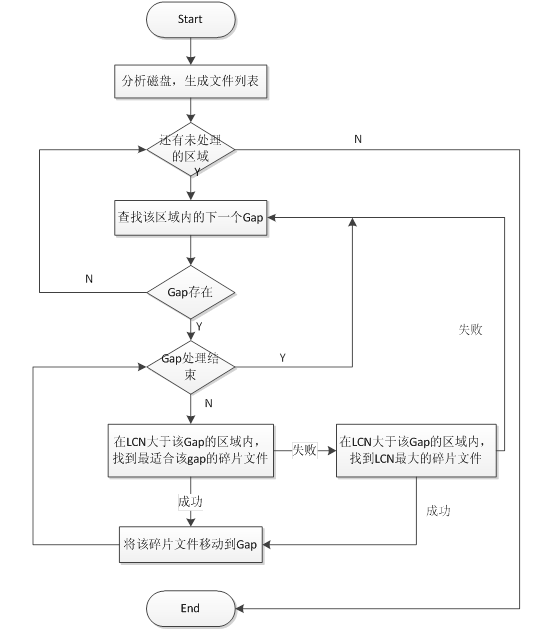 Start
分析磁盘，生成文件列表
还有未处理
的区域
N
Y
查找该区域内的下一个Gap
Gap存在
N
Y
失败
Gap处理结
束
Y
N
在LCN大于该Gap的区域内，
找到最适合该gap的碎片文件
失败
在LCN大于该Gap的区域内，
找到LCN最大的碎片文件
成功
成功
将该碎片文件移动到Gap
End